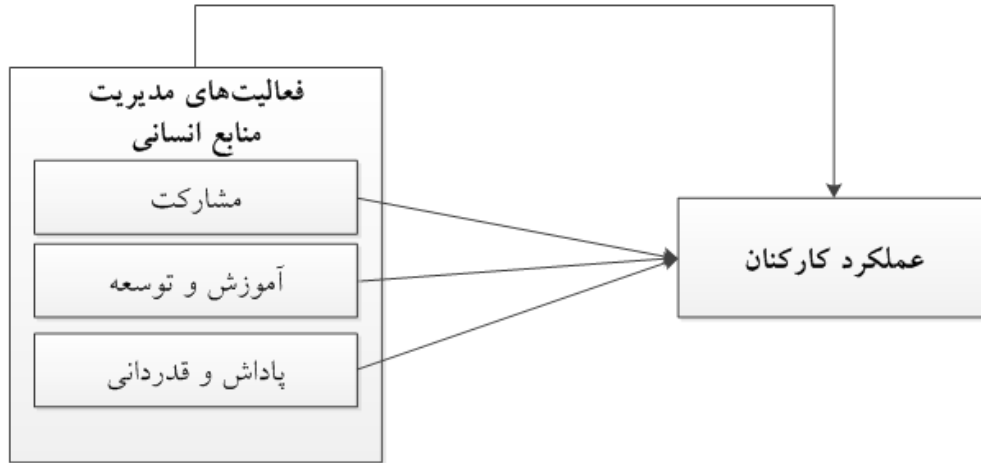 فعالیت‌های مدیریت
منابع انسانی
مشارکت
آموزش و توسعه
پاداش و قدردانی
عملکرد کارکنان